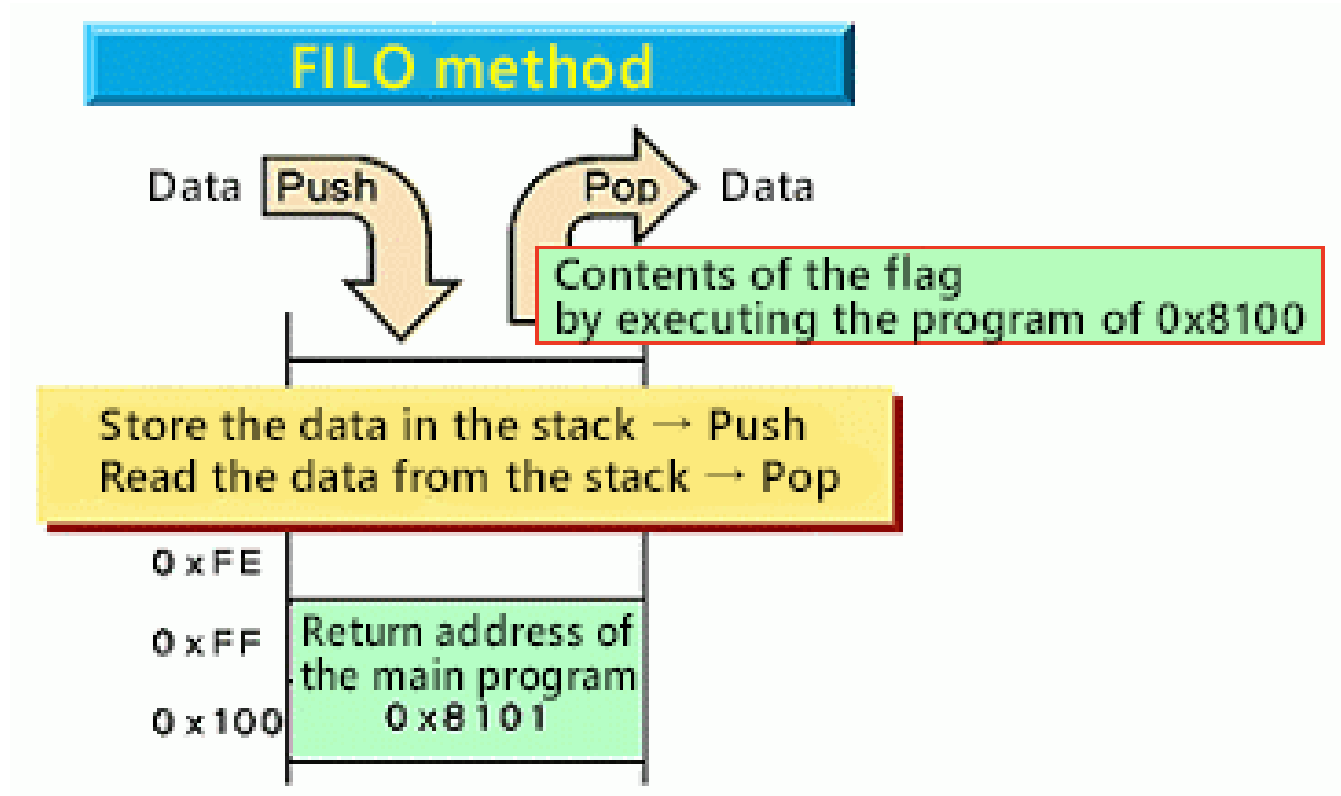 FILO method
Data Push Pop Data
Contents of the flag
by executing the program of 0x8100
Store the data in the stack → Push
Read the data from the stack → Pop
0xFE
0xFF
0x100
Return address of
the main program
0x8101